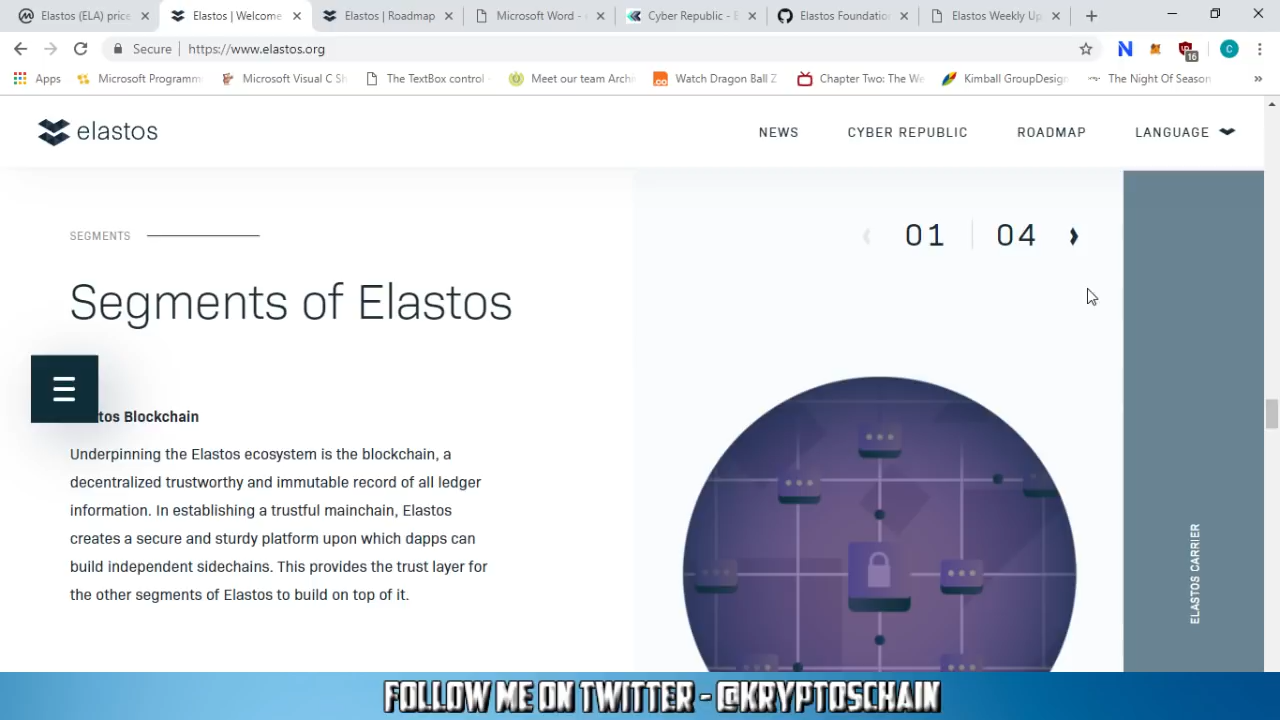 Elastos (ELA) price
Elastos | Welcome
Elastos | Roadmap
Microsoft Word -
Cyber Republic - E
Elastos Foundation
Elastos Weekly Up
Secure
https://www.elastos.org
N
16
C
Apps
Microsoft Programm
Microsoft Visual C Sh
The TextBox control -
Meet our team Archi
Watch Dragon Ball Z
Chapter Two: The We
Kimball GroupDesign
The Night Of Season
»
elastos
NEWS
CYBER REPUBLIC
ROADMAP
LANGUAGE
SEGMENTS
01
04
Segments of Elastos
tos Blockchain
Underpinning the Elastos ecosystem is the blockchain, a
decentralized trustworthy and immutable record of all ledger
information. In establishing a trustful mainchain, Elastos
creates a secure and sturdy platform upon which dapps can
build independent sidechains. This provides the trust layer for
the other segments of Elastos to build on top of it.
ELASTOS CARRIER
FOLLOW ME ON TWITTER - @KRYPTOSCHAIN